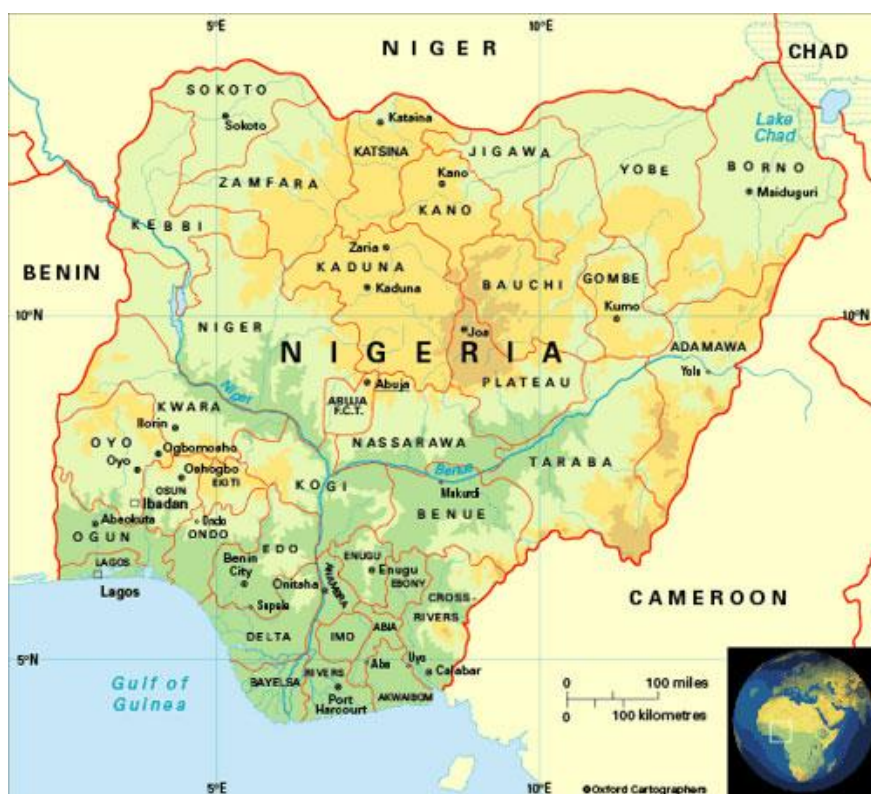 5°E
10°E
NIGER
CHAD
SOKOTO
Sokoto
Kataina
Lake
Chad
KATSINA
JIGAWA
YOBE
BORNO
ZAMFARA
Kano
Maiduguri
KANO
KEBBI
Zaria
KADUNA
BENIN
BAUCHI
GOMBE
Kaduna
Kumo
10°N
10°N
NIGER
Jos
NIGERIA
ADAMAWA
Yola
Abuja
PLATEAU
ABUJA
F.C.T.
Niger
KWARA
Ilorin
NASSARAWA
OYO
Ogbomosho
Oyo
Oshogbo
Benue
TARABA
OSUN
EKITI
KOGI
Makurdi
Ibadan
BENUE
Abeokuta
Ondo
OGUN
ONDO
EDO
ENUGU
LAGOS
Benin
City
Enugu
Onitsha
EBONY
Lagos
ANAMBRA
CROSS
RIVERS
CAMEROON
Sapele
DELTA
IMO
ABIA
5°N
5°N
Aba
Uyo
Calabar
Gulf of
Guinea
BAYELSA
RIVERS
AKWAIBOM
Port
Harcourt
0 100 miles
0 100 kilometres
5°E
10°E
©Oxford Cartographers